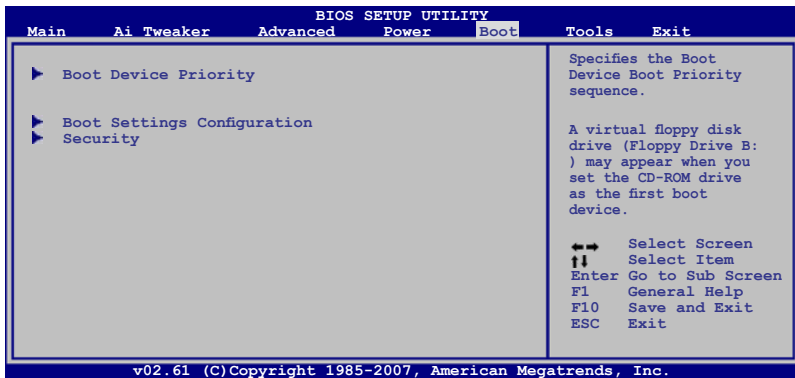 BIOS SETUP UTILITY
Main Ai Tweaker Advanced Power Boot Tools Exit
Boot Device Priority
Boot Settings Configuration
Security
Specifies the Boot
Device Boot Priority
sequence.
A virtual floppy disk
drive (Floppy Drive B:
) may appear when you
set the CD-ROM drive
as the first boot
device.
←→ Select Screen
↑↓ Select Item
Enter Go to Sub Screen
F1 General Help
F10 Save and Exit
ESC Exit
v02.61 (C)Copyright 1985-2007, American Megatrends, Inc.